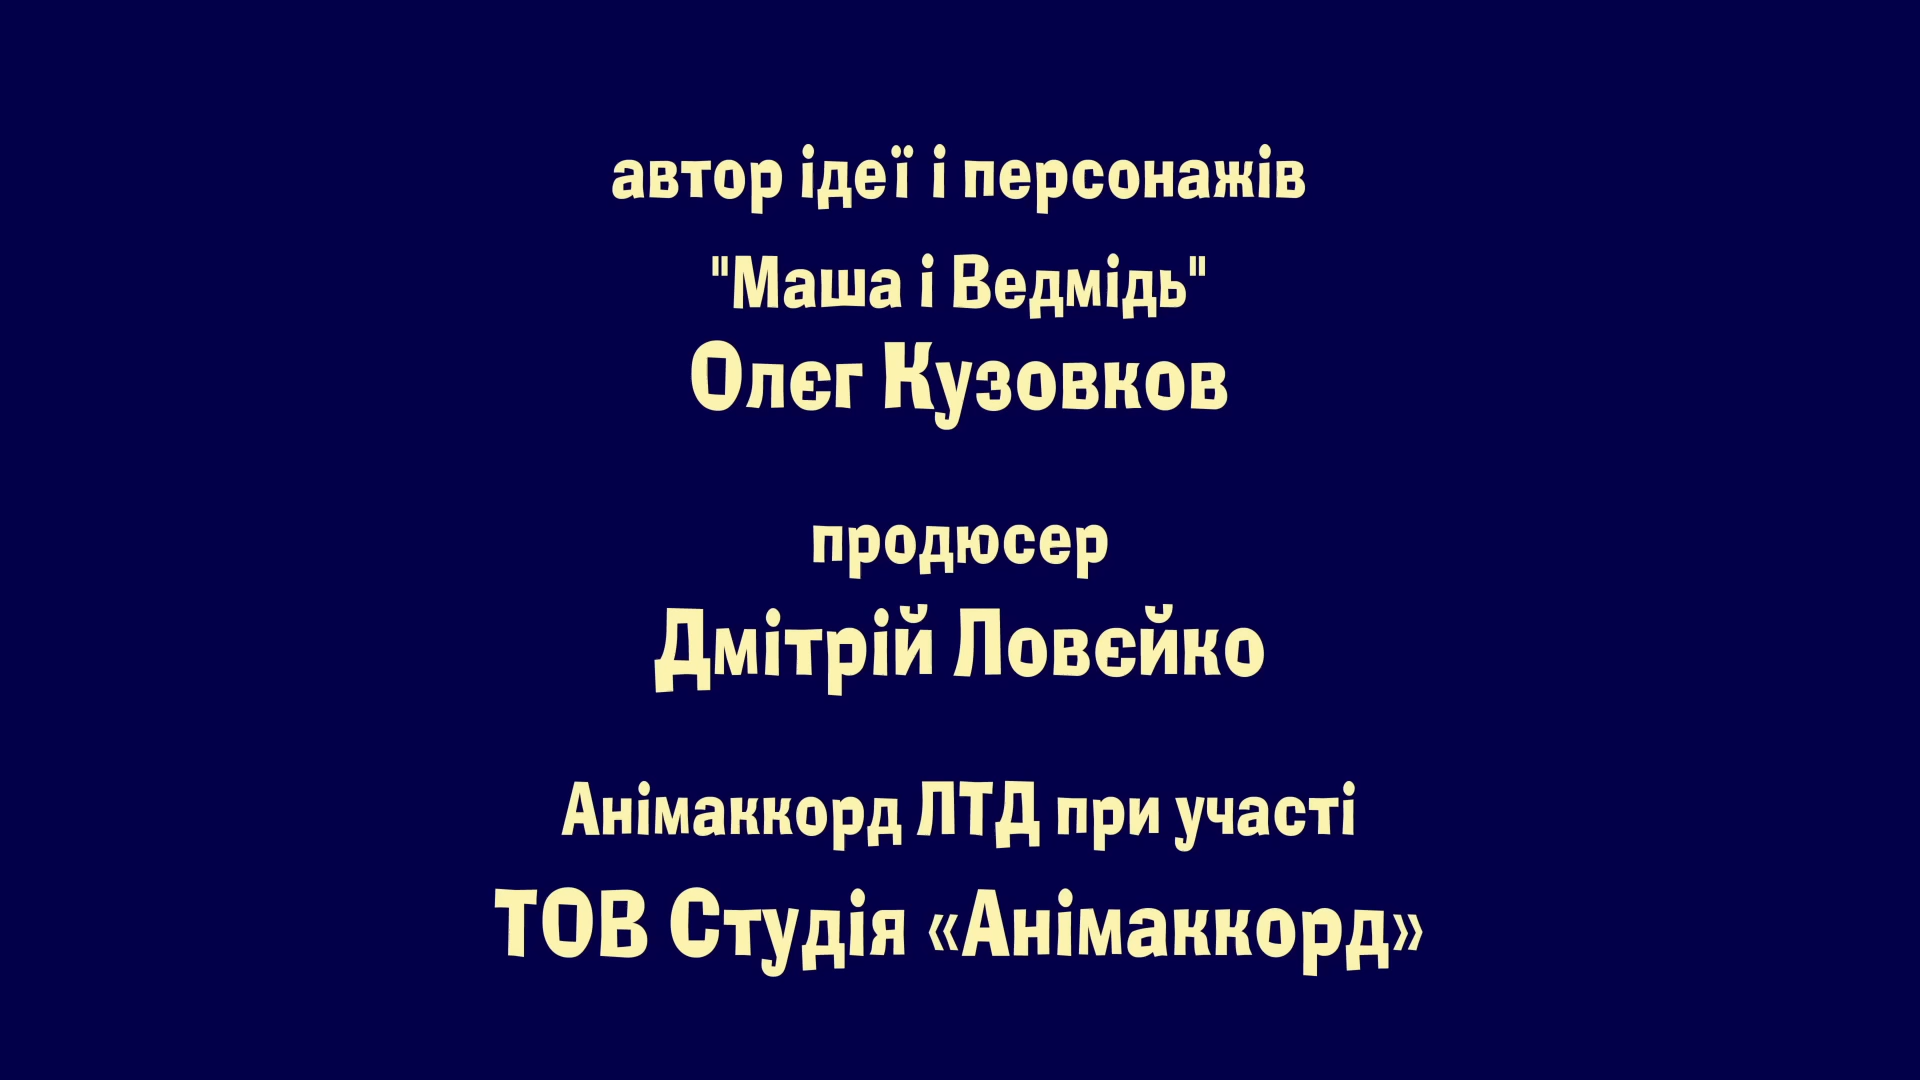 автор ідеї і персонажів
"Маша і Ведмідь"
Олєг Кузовков
продюсер
Дмітрій Ловєйко
Анімаккорд ЛТД при участі
ТОВ Студія «Анімаккорд»